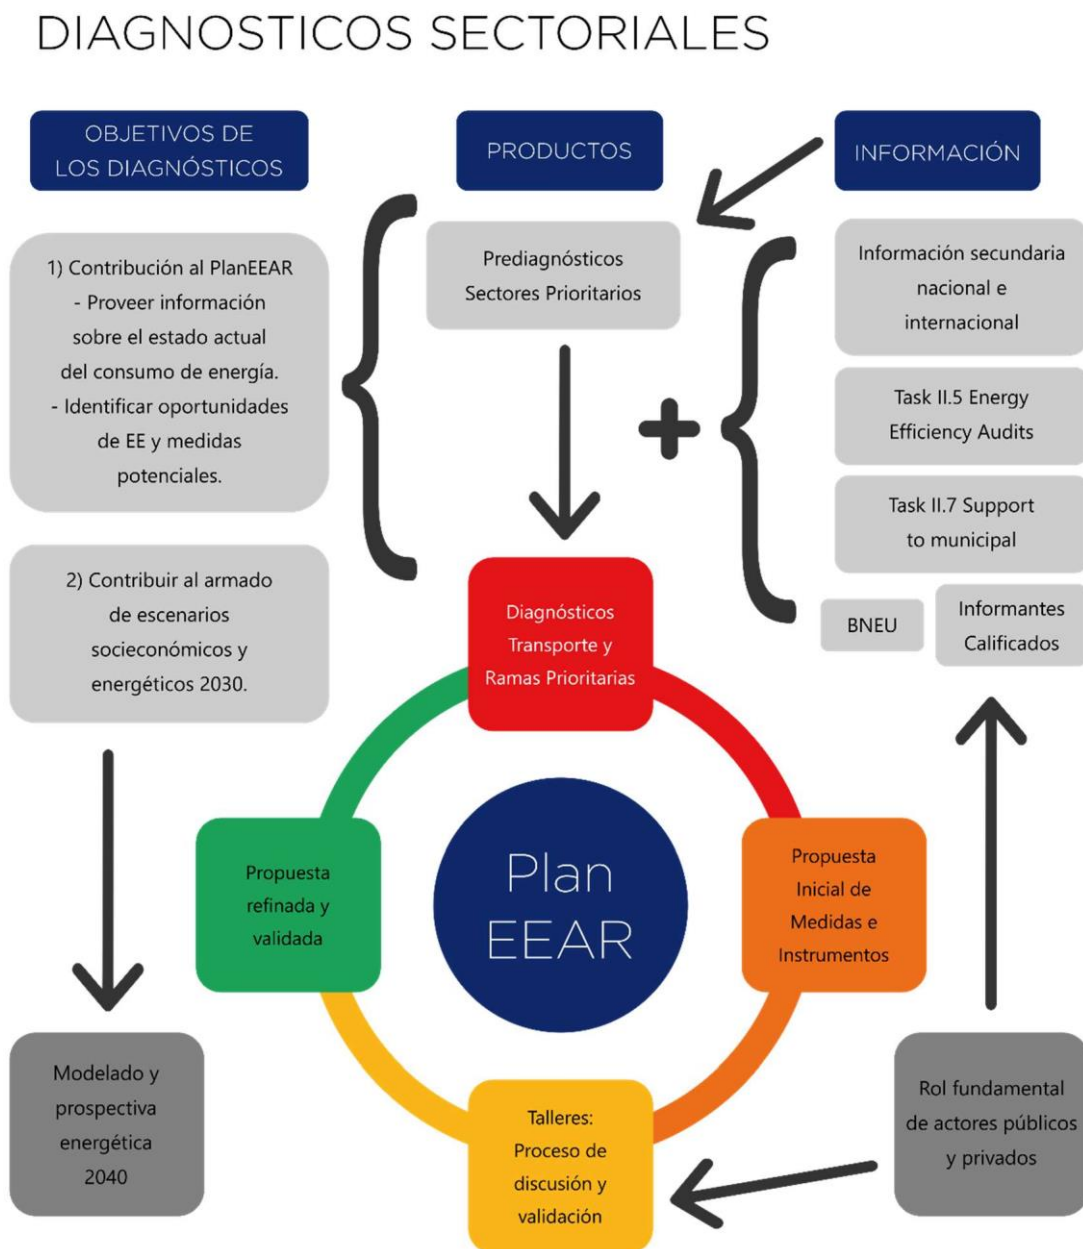 DIAGNOSTICOS SECTORIALES
OBJETIVOS DE
LOS DIAGNÓSTICOS
1) Contribución al PlanEEAR
- Proveer información
sobre el estado actual
del consumo de energía.
- Identificar oportunidades
de EE y medidas
potenciales.
2) Contribuir al armado
de escenarios
socieconómicos y
energéticos 2030.
Modelado y
prospectiva
energética
2040
PRODUCTOS
Prediagnósticos
Sectores Prioritarios
Diagnósticos
Transporte y
Ramas Prioritarias
Propuesta
Inicial de
Medidas e
Instrumentos
Talleres:
Proceso de
discusión y
validación
Propuesta
refinada y
validada
Plan
EEAR
INFORMACIÓN
Información secundaria
nacional e
internacional
Task II.5 Energy
Efficiency Audits
Task II.7 Support
to municipal
BNEU
Informantes
Calificados
Rol fundamental
de actores públicos
y privados